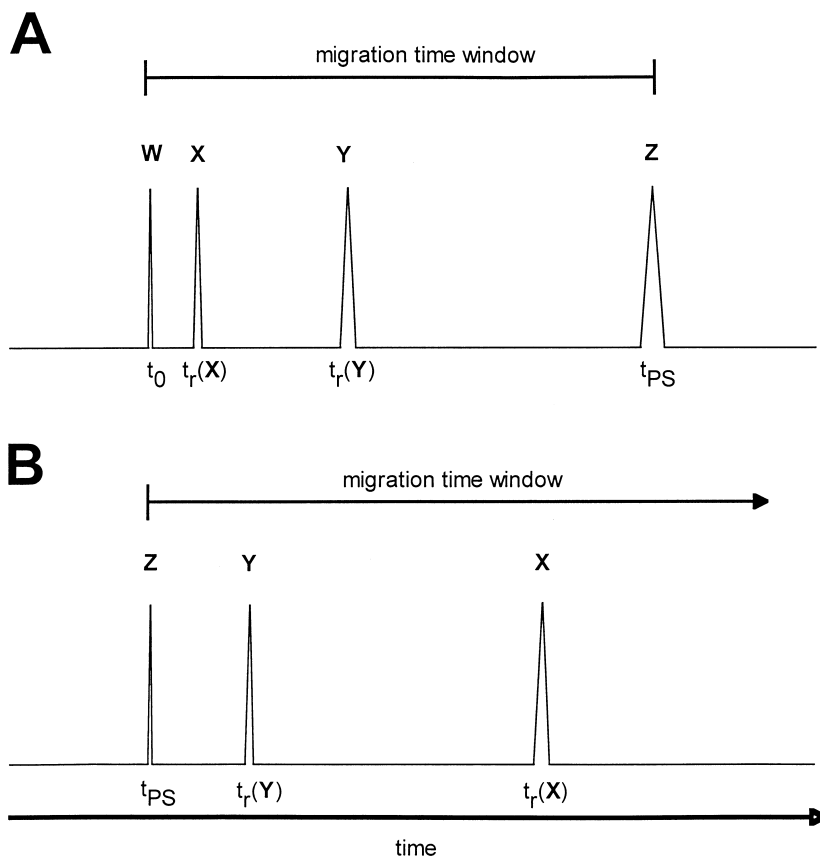 A
migration time window
W X Y Z
t0 tr(X) tr(Y) tPS
B
migration time window
Z Y X
tPS tr(Y) tr(X)
time